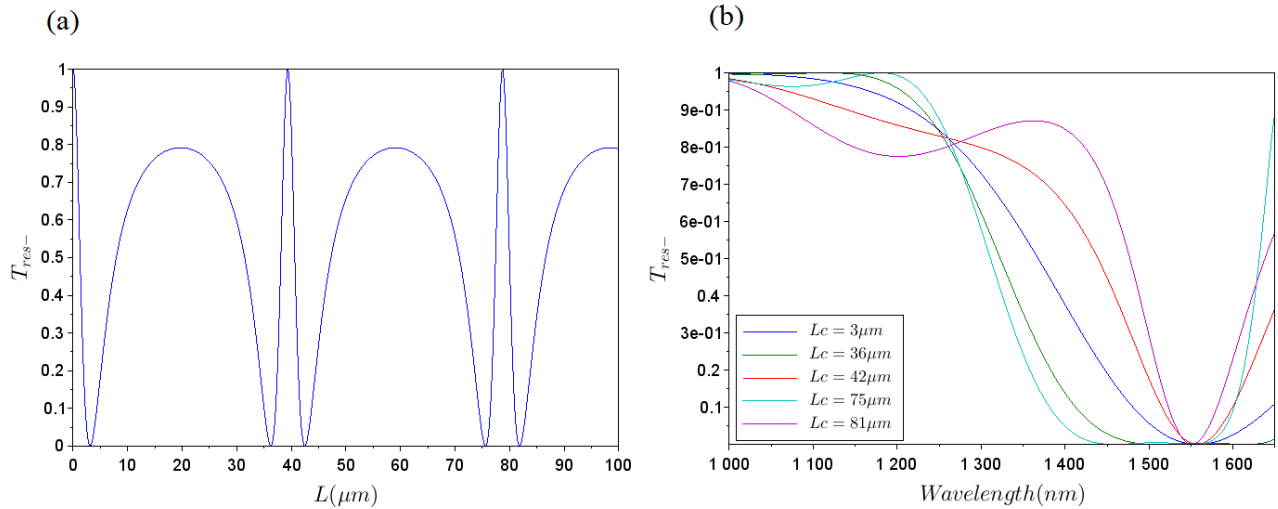 (a)
1
0.9
0.8
0.7
0.6
0.5
0.4
0.3
0.2
0.1
0
0 10 20 30 40 50 60 70 80 90 100
T_{res-}
L(μm)
(b)
1
9e-01
8e-01
7e-01
6e-01
5e-01
0.4
3e-01
0.2
0.1
1 000 1 100 1 200 1 300 1 400 1 500 1 600
T_{res-}
Wavelength(nm)
Lc = 3μm
Lc = 36μm
Lc = 42μm
Lc = 75μm
Lc = 81μm